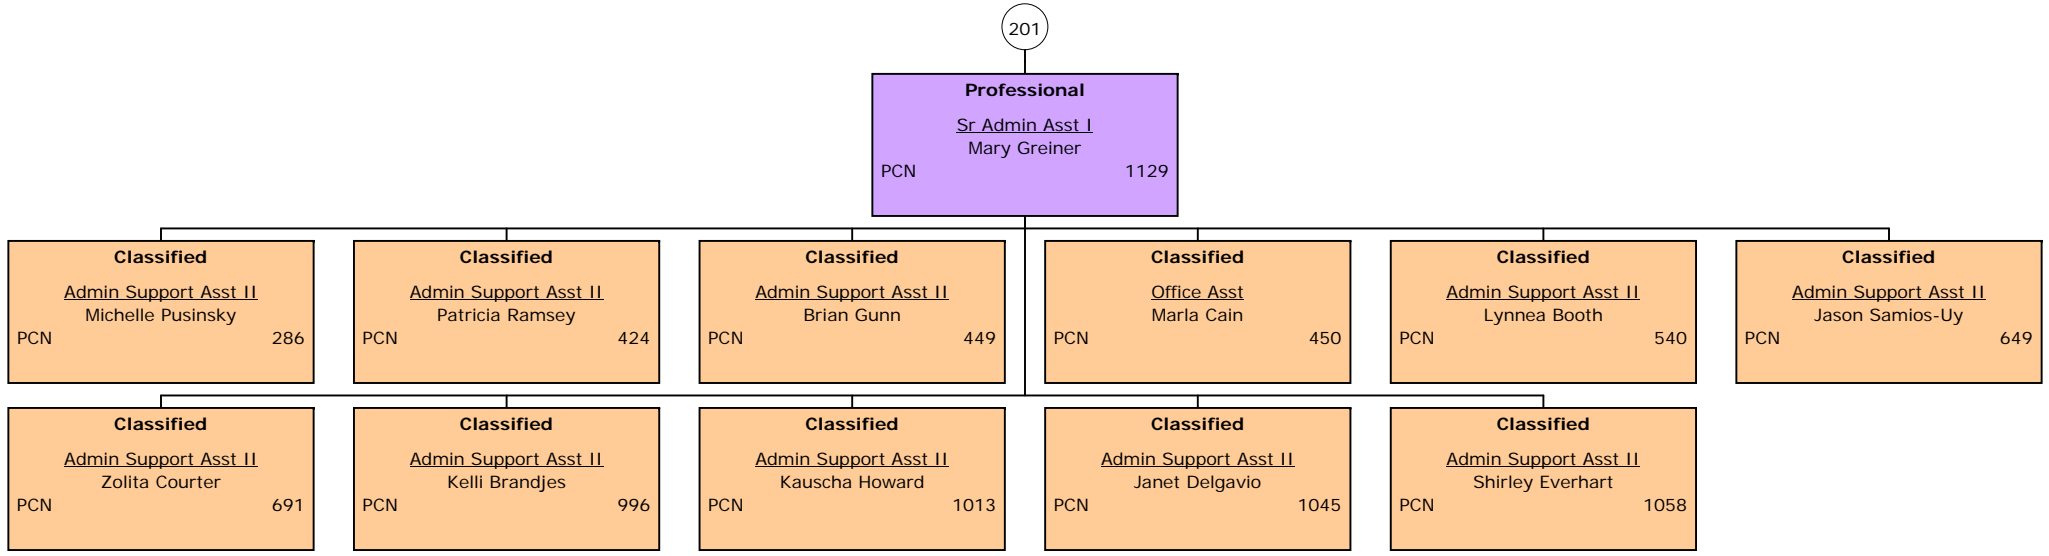 201
Professional
Sr Admin Asst I
Mary Greiner
PCN 1129
Classified
Admin Support Asst II
Michelle Pusinsky
PCN 286
Classified
Admin Support Asst II
Patricia Ramsey
PCN 424
Classified
Admin Support Asst II
Brian Gunn
PCN 449
Classified
Office Asst
Marla Cain
PCN 450
Classified
Admin Support Asst II
Lynnea Booth
PCN 540
Classified
Admin Support Asst II
Jason Samios-Uy
PCN 649
Classified
Admin Support Asst II
Zolita Courter
PCN 691
Classified
Admin Support Asst II
Kelli Brandjes
PCN 996
Classified
Admin Support Asst II
Kauscha Howard
PCN 1013
Classified
Admin Support Asst II
Janet Delgavio
PCN 1045
Classified
Admin Support Asst II
Shirley Everhart
PCN 1058